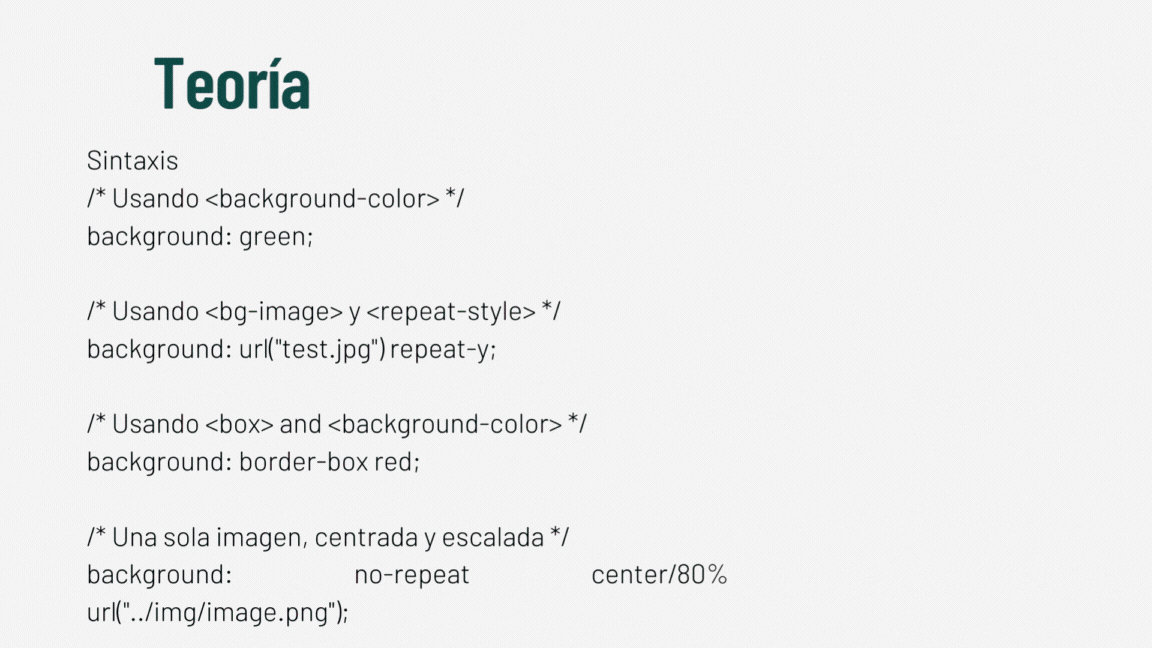 Teoría
Sintaxis
/* Usando <background-color> */
background: green;
/* Usando <bg-image> y <repeat-style> */
background: url("test.jpg") repeat-y;
/* Usando <box> and <background-color> */
background: border-box red;
/* Una sola imagen, centrada y escalada */
background: no-repeat center/80%
url("../img/image.png");